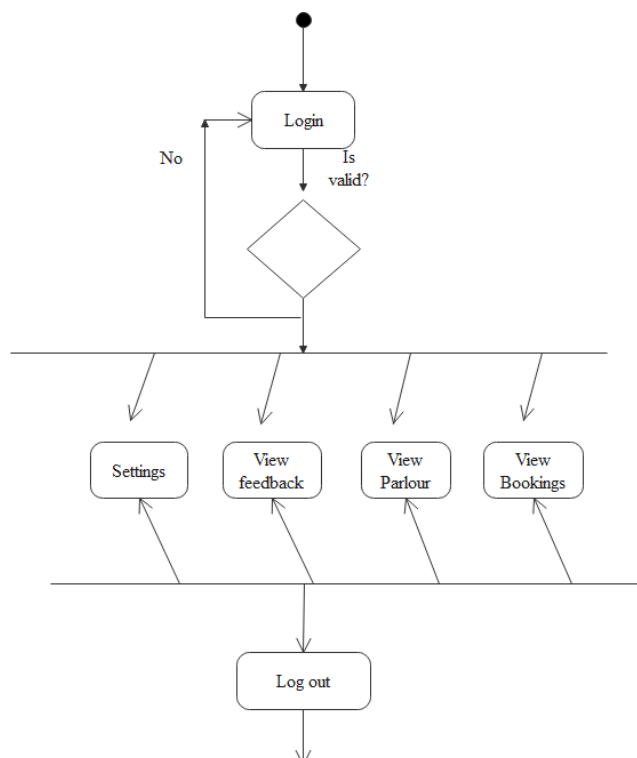 Login
No
Is
valid?
Settings
View
feedback
View
Parlour
View
Bookings
Log out